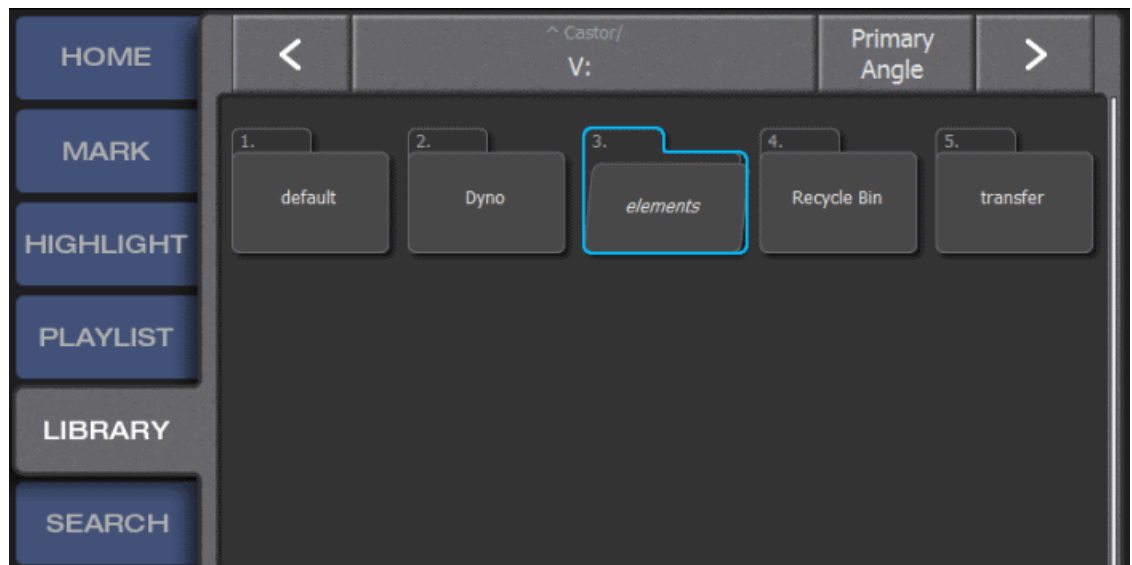 HOME
MARK
HIGHLIGHT
PLAYLIST
LIBRARY
SEARCH
<
^ Castor/
V:
Primary
Angle
>
1.
default
2.
Dyno
3.
elements
4.
Recycle Bin
5.
transfer